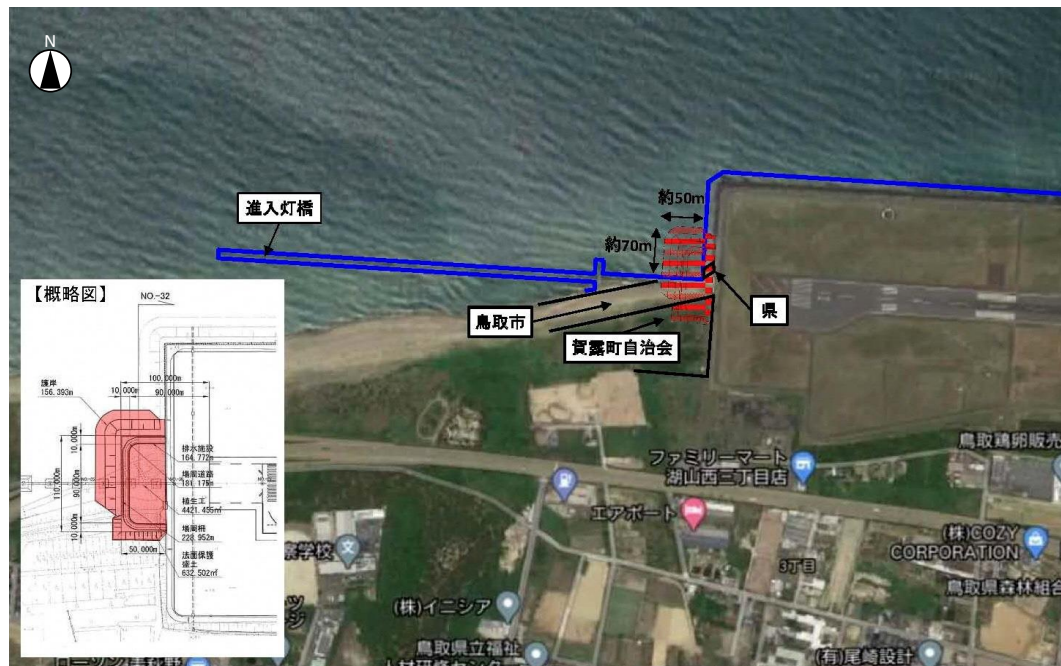 N
進入灯橋
約50m
約70m
県
鳥取市
賀露町自治会
【概略図】
NO.-32
護岸
156.393m
100,000m
10,000m
90,000m
排水施設
164.772m
場周道路
181.175m
植生工
4421.455㎡
場周柵
228.952m
法面保護
盛土
632.502㎡
10,000m
110,000m
90,000m
10,000m
50,000m
鳥取鶏卵販売
ファミリーマート
湖山西三丁目店
エアポート
(株)COZY
CORPORATION
3丁目
鳥取県森林組合
察学校
(株)イニシア
鳥取県立福祉
人材研修センター
(有)尾崎設計